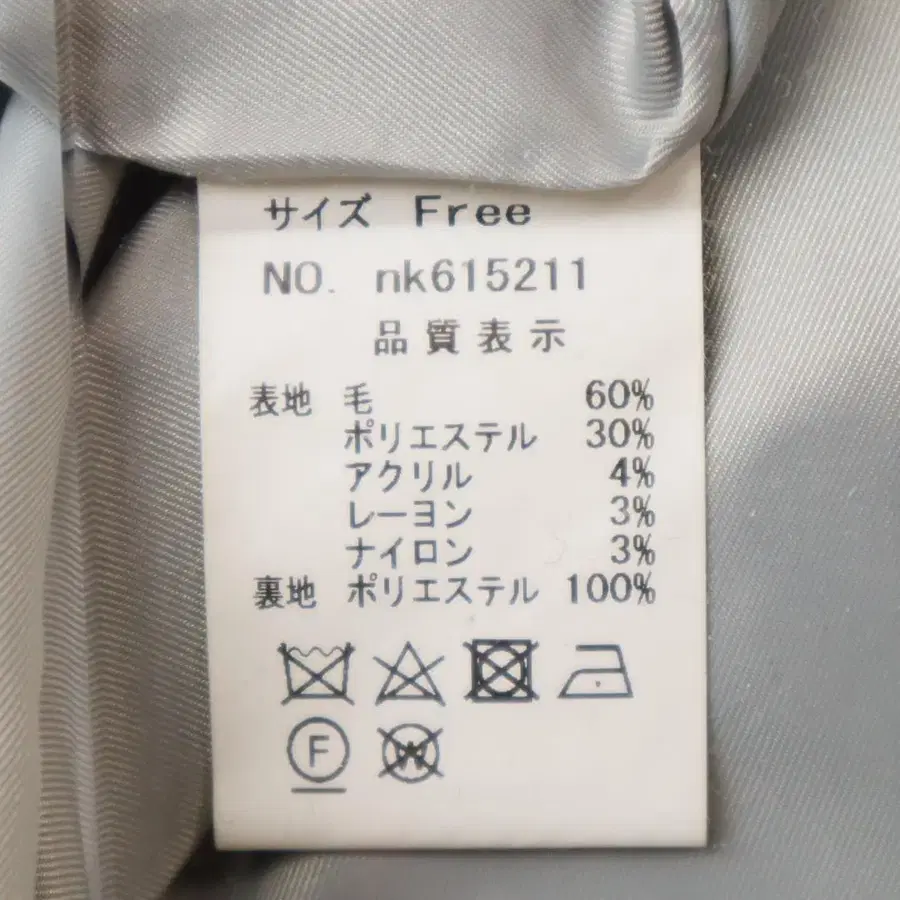 サイズ Free
NO. nk615211
品質表示
表地 毛 60%
ポリエステル 30%
アクリル 4%
レーヨン 3%
ナイロン 3%
裏地 ポリエステル 100%
F W